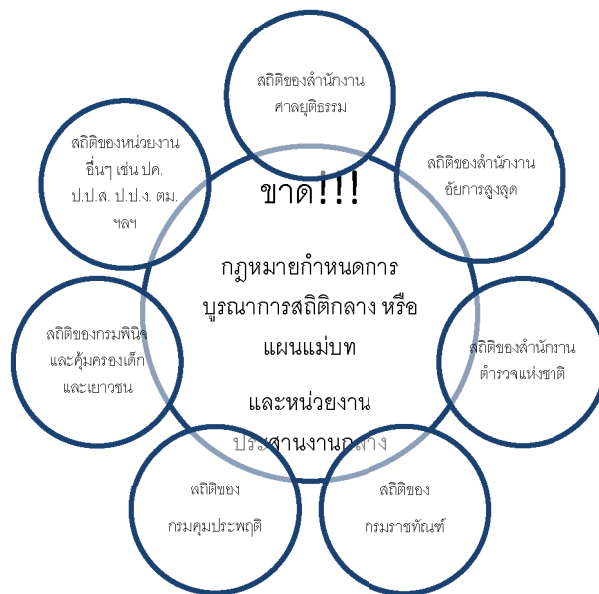 สถิติของสำนักงาน
ศาลยุติธรรม
สถิติของหน่วยงาน
อื่นๆ เช่น ปค.
ป.ป.ส. ป.ป.ง. ตม.
ฯลฯ
สถิติของสำนักงาน
อัยการสูงสุด
ขาด!!!
กฎหมายกำหนดการ
บูรณาการสถิติกลาง หรือ
แผนแม่บท
และหน่วยงาน
ประสานงานกลาง
สถิติของกรมพินิจ
และคุ้มครองเด็ก
และเยาวชน
สถิติของสำนักงาน
ตำรวจแห่งชาติ
สถิติของ
กรมคุมประพฤติ
สถิติของ
กรมราชทัณฑ์